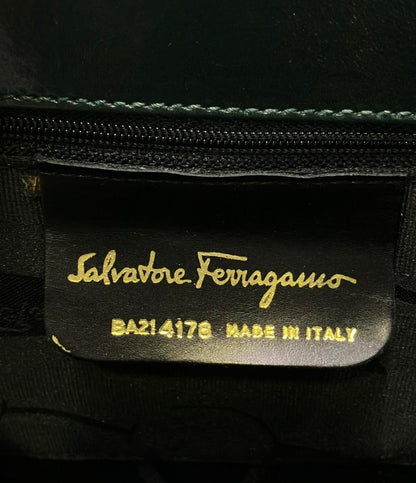 Salvatore Ferragamo
BA214178 MADE IN ITALY